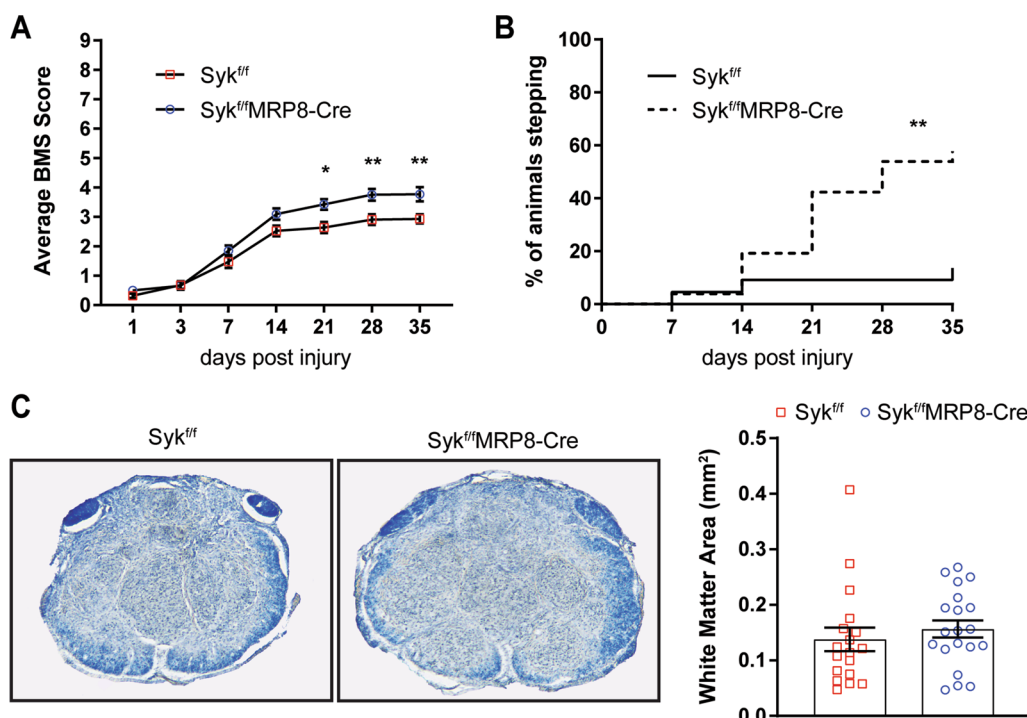 A
Average BMS Score
9
8
7
6
5
4
3
2
1
0
Syk^f/f
Syk^f/fMRP8-Cre
*
**
**
1 3 7 14 21 28 35
days post injury
B
% of animals stepping
100
80
60
40
20
0
Syk^f/f
Syk^f/fMRP8-Cre
**
0 7 14 21 28 35
days post injury
C
Syk^f/f
Syk^f/fMRP8-Cre
Syk^f/f Syk^f/fMRP8-Cre
White Matter Area (mm²)
0.5
0.4
0.3
0.2
0.1
0.0